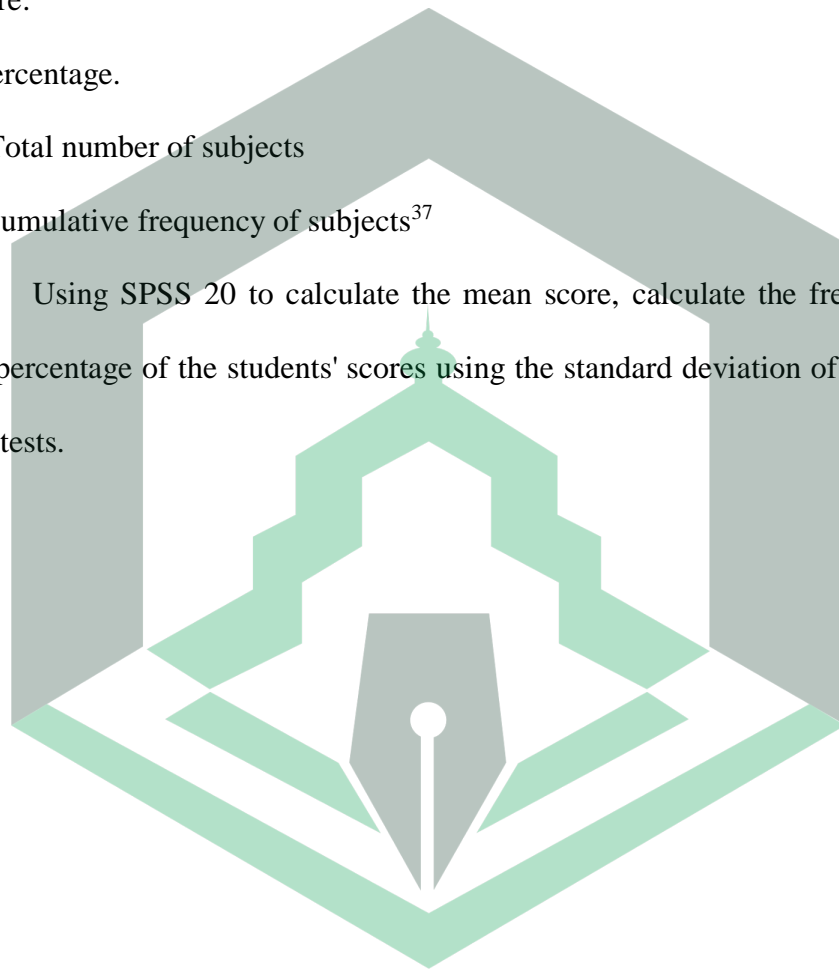 re.
ercentage.
Total number of subjects
umulative frequency of subjects³⁷
Using SPSS 20 to calculate the mean score, calculate the fre
percentage of the students' scores using the standard deviation of
tests.